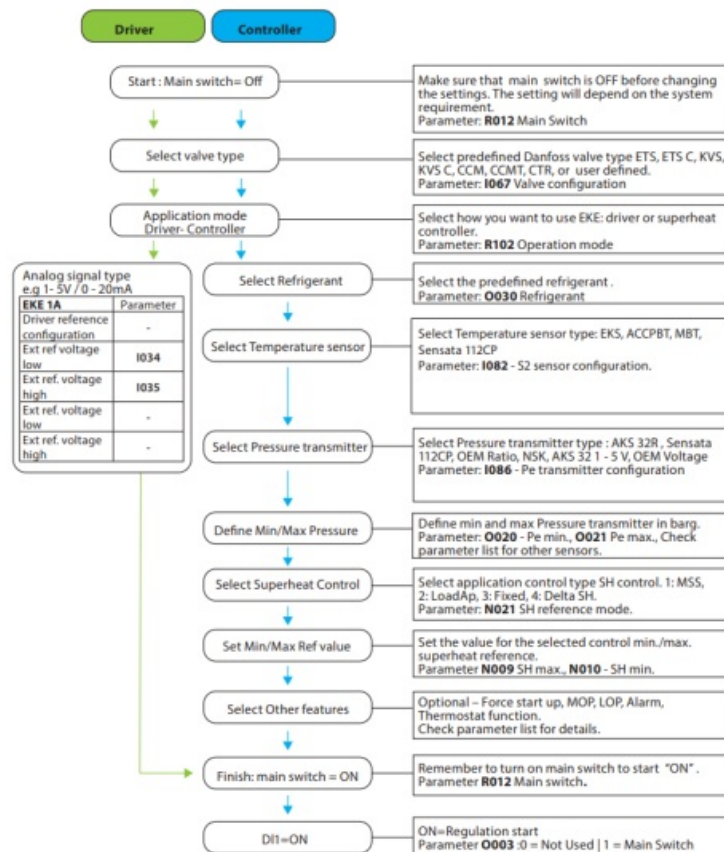 Driver
Controller
Start : Main switch= Off
Make sure that main switch is OFF before changing
the settings. The setting will depend on the system
requirement.
Parameter: R012 Main Switch
Select valve type
Select predefined Danfoss valve type ETS, ETS C, KVS,
KVS C, CCM, CCMT, CTR, or user defined.
Parameter: I067 Valve configuration
Application mode
Driver- Controller
Select how you want to use EKE: driver or superheat
controller.
Parameter: R102 Operation mode
Analog signal type
e.g 1- 5V / 0 - 20mA
EKE 1A Parameter
Driver reference
configuration -
Ext ref voltage
low I034
Ext ref. voltage
high I035
Ext ref. voltage
low -
Ext ref. voltage
high -
Select Refrigerant
Select the predefined refrigerant .
Parameter: O030 Refrigerant
Select Temperature sensor
Select Temperature sensor type: EKS, ACCPBT, MBT,
Sensata 112CP
Parameter: I082 - S2 sensor configuration.
Select Pressure transmitter
Select Pressure transmitter type : AKS 32R , Sensata
112CP, OEM Ratio, NSK, AKS 32 1 - 5 V, OEM Voltage
Parameter: I086 - Pe transmitter configuration
Define Min/Max Pressure
Define min and max Pressure transmitter in barg.
Parameter: O020 - Pe min., O021 Pe max., Check
parameter list for other sensors.
Select Superheat Control
Select application control type SH control. 1: MSS,
2: LoadAp, 3: Fixed, 4: Delta SH.
Parameter: N021 SH reference mode.
Set Min/Max Ref value
Set the value for the selected control min./max.
superheat reference.
Parameter N009 SH max., N010 - SH min.
Select Other features
Optional – Force start up, MOP, LOP, Alarm,
Thermostat function.
Check parameter list for details.
Finish: main switch = ON
Remember to turn on main switch to start "ON" .
Parameter R012 Main switch.
DI1=ON
ON=Regulation start
Parameter O003 :0 = Not Used | 1 = Main Switch